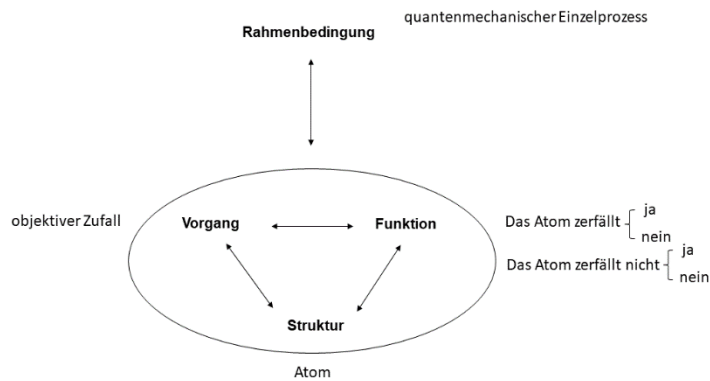 quantenmechanischer Einzelprozess
Rahmenbedingung
objektiver Zufall
Vorgang
Funktion
Das Atom zerfällt
ja
nein
Das Atom zerfällt nicht
ja
nein
Struktur
Atom